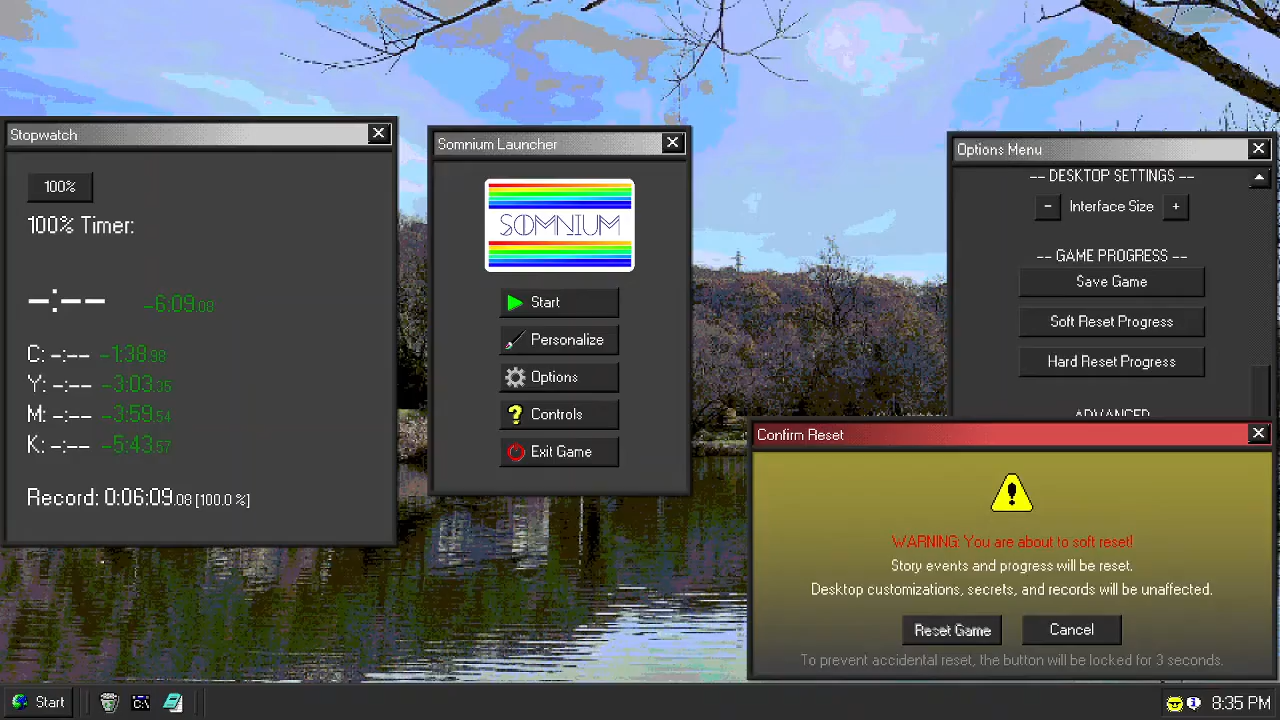 Stopwatch
100%
100% Timer:
-:-- -6:09.08
C: -:-- -1:38.98
Y: -:-- -3:03.35
M: -:-- -3:59.54
K: -:-- -5:43.57
Record: 0:06:09.08 [100.0 %]
Somnium Launcher
SOMNIUM
Start
Personalize
Options
Controls
Exit Game
Options Menu
-- DESKTOP SETTINGS --
- Interface Size +
-- GAME PROGRESS --
Save Game
Soft Reset Progress
Hard Reset Progress
ADVANCED
Confirm Reset
WARNING: You are about to soft reset!
Story events and progress will be reset.
Desktop customizations, secrets, and records will be unaffected.
Reset Game Cancel
To prevent accidental reset, the button will be locked for 3 seconds.
Start C:\ 8:35 PM